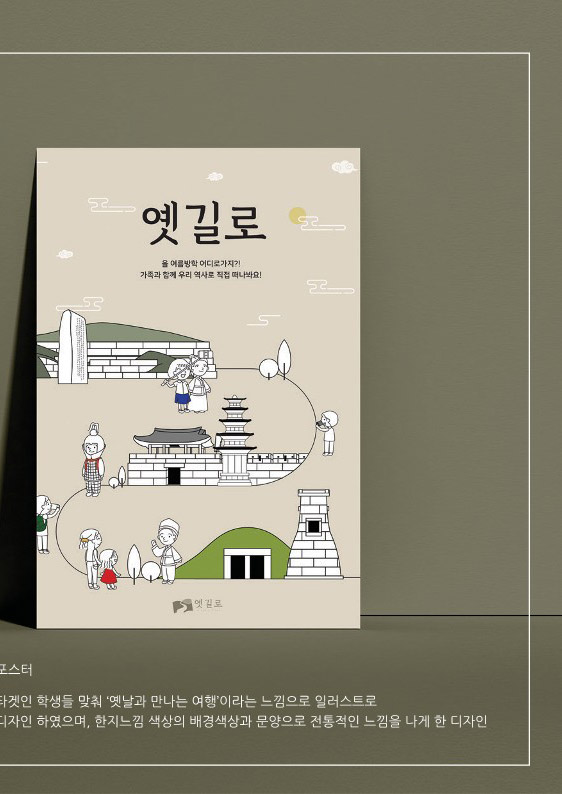 옛길로
올 여름방학 어디로가지?!
가족과 함께 우리 역사로 직접 떠나봐요!
옛길로
포스터
타겟인 학생들 맞춰 ‘옛날과 만나는 여행’이라는 느낌으로 일러스트로
디자인 하였으며, 한지느낌 색상의 배경색상과 문양으로 전통적인 느낌을 나게 한 디자인